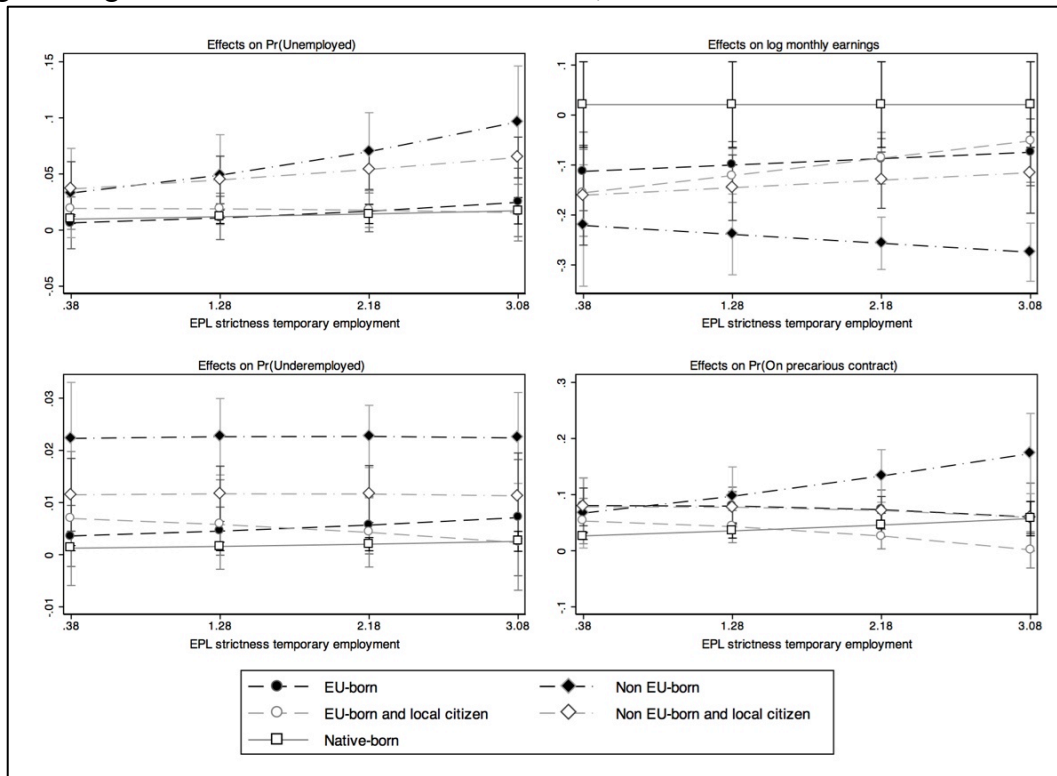 Effects on Pr(Unemployed)
.15
.1
.05
0
-.05
.38 1.28 2.18 3.08
EPL strictness temporary employment
Effects on log monthly earnings
.1
0
-.1
-.2
-.3
.38 1.28 2.18 3.08
EPL strictness temporary employment
Effects on Pr(Underemployed)
.03
.02
.01
0
-.01
.38 1.28 2.18 3.08
EPL strictness temporary employment
Effects on Pr(On precarious contract)
.3
.2
.1
0
-.1
.38 1.28 2.18 3.08
EPL strictness temporary employment
EU-born
Non EU-born
EU-born and local citizen
Non EU-born and local citizen
Native-born